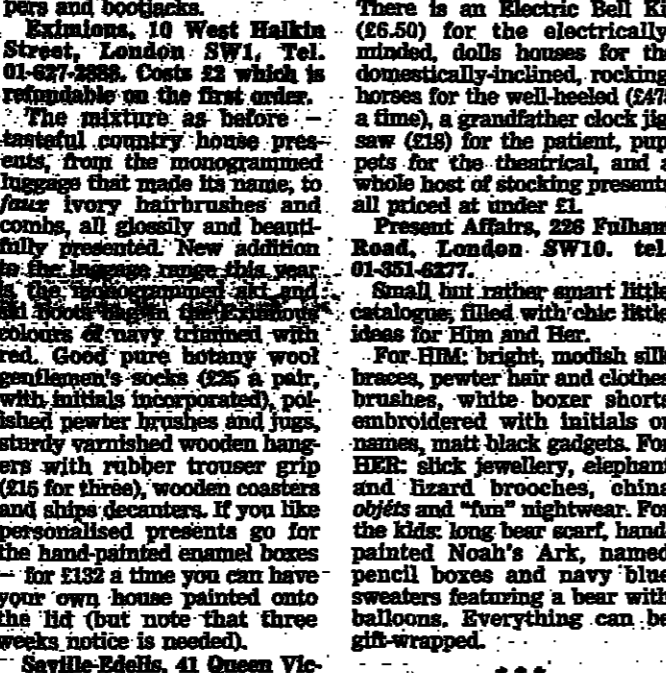 pers and bootjacks.
Eximious, 10 West Halkin
Street, London SW1, Tel.
01-627-2888. Costs £2 which is
refundable on the first order.
The mixture as before —
tasteful country house pres-
ents, from the monogrammed
luggage that made its name, to
faux ivory hairbrushes and
combs, all glossily and beauti-
fully presented. New addition
to the luggage range this year
is the monogrammed ski and
ski boots bag in the Eximious
colours of navy trimmed with
red. Good pure botany wool
gentlemen's socks (£25 a pair,
with initials incorporated), pol-
ished pewter brushes and jugs,
sturdy varnished wooden hang-
ers with rubber trouser grip
(£15 for three), wooden coasters
and ships decanters. If you like
personalised presents go for
the hand-painted enamel boxes
— for £132 a time you can have
your own house painted onto
the lid (but note that three
weeks notice is needed).
Saville-Edells, 41 Queen Vic-
There is an Electric Bell Ki
(£6.50) for the electrically
minded, dolls houses for the
domestically-inclined, rocking
horses for the well-heeled (£475
a time), a grandfather clock jig
saw (£18) for the patient, pup
pets for the theatrical, and a
whole host of stocking presents
all priced at under £1.
Present Affairs, 226 Fulham
Road, London SW10. tel.
01-351-6277.
Small but rather smart little
catalogue, filled with chic little
ideas for Him and Her.
For HIM: bright, modish silk
braces, pewter hair and clothes
brushes, white boxer shorts
embroidered with initials or
names, matt black gadgets. For
HER: slick jewellery, elephant
and lizard brooches, china
objéts and "fun" nightwear. For
the kids: long bear scarf, hand
painted Noah's Ark, named
pencil boxes and navy blue
sweaters featuring a bear with
balloons. Everything can be
gift-wrapped.
* * *